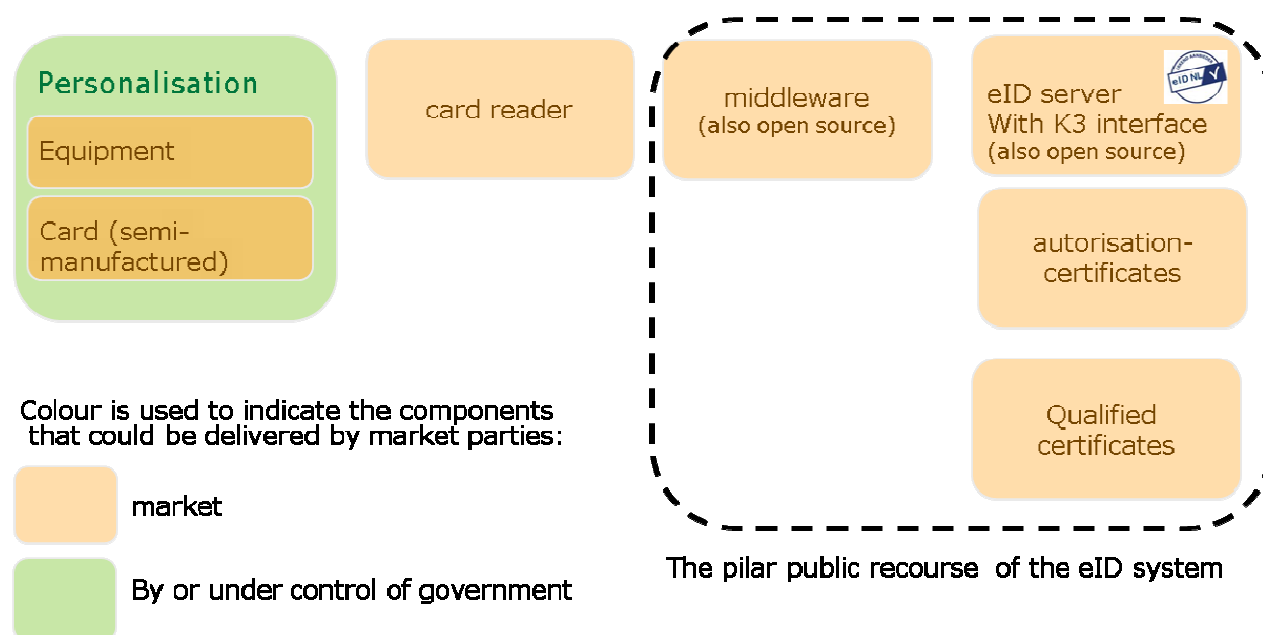 Personalisation
Equipment
Card (semi-
manufactured)
card reader
middleware
(also open source)
eID server
With K3 interface
(also open source)
eID NL
autorisation-
certificates
Qualified
certificates
Colour is used to indicate the components
that could be delivered by market parties:
market
By or under control of government
The pilar public recourse of the eID system